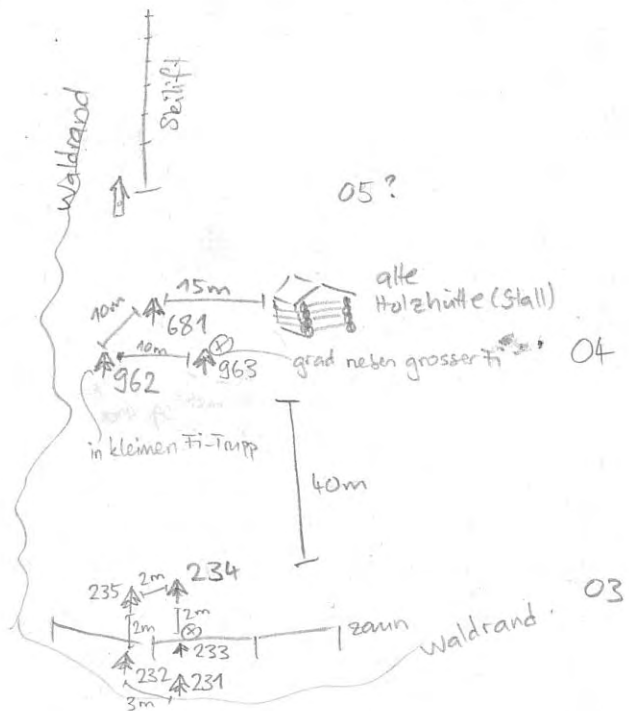 Waldrand
Skilift
05?
15m
10m
681
alte
Holzhütte (Stall)
10m
962
963
grad neben grosser Fi
04
in kleinen Fi-Trupp
40m
235
2m
234
03
2m
2m
zaun
233
Waldrand.
232
231
3m